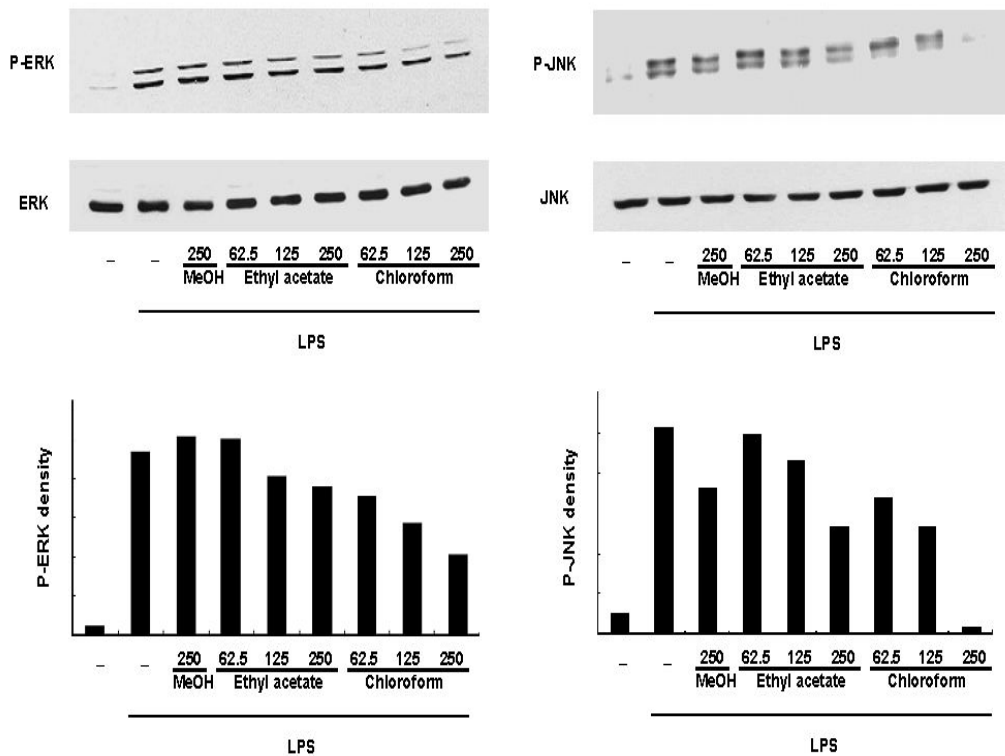 P-ERK
ERK
– – 250 62.5 125 250 62.5 125 250
MeOH Ethyl acetate Chloroform
LPS
P-JNK
JNK
– – 250 62.5 125 250 62.5 125 250
MeOH Ethyl acetate Chloroform
LPS
P-ERK density
– – 250 62.5 125 250 62.5 125 250
MeOH Ethyl acetate Chloroform
LPS
P-JNK density
– – 250 62.5 125 250 62.5 125 250
MeOH Ethyl acetate Chloroform
LPS